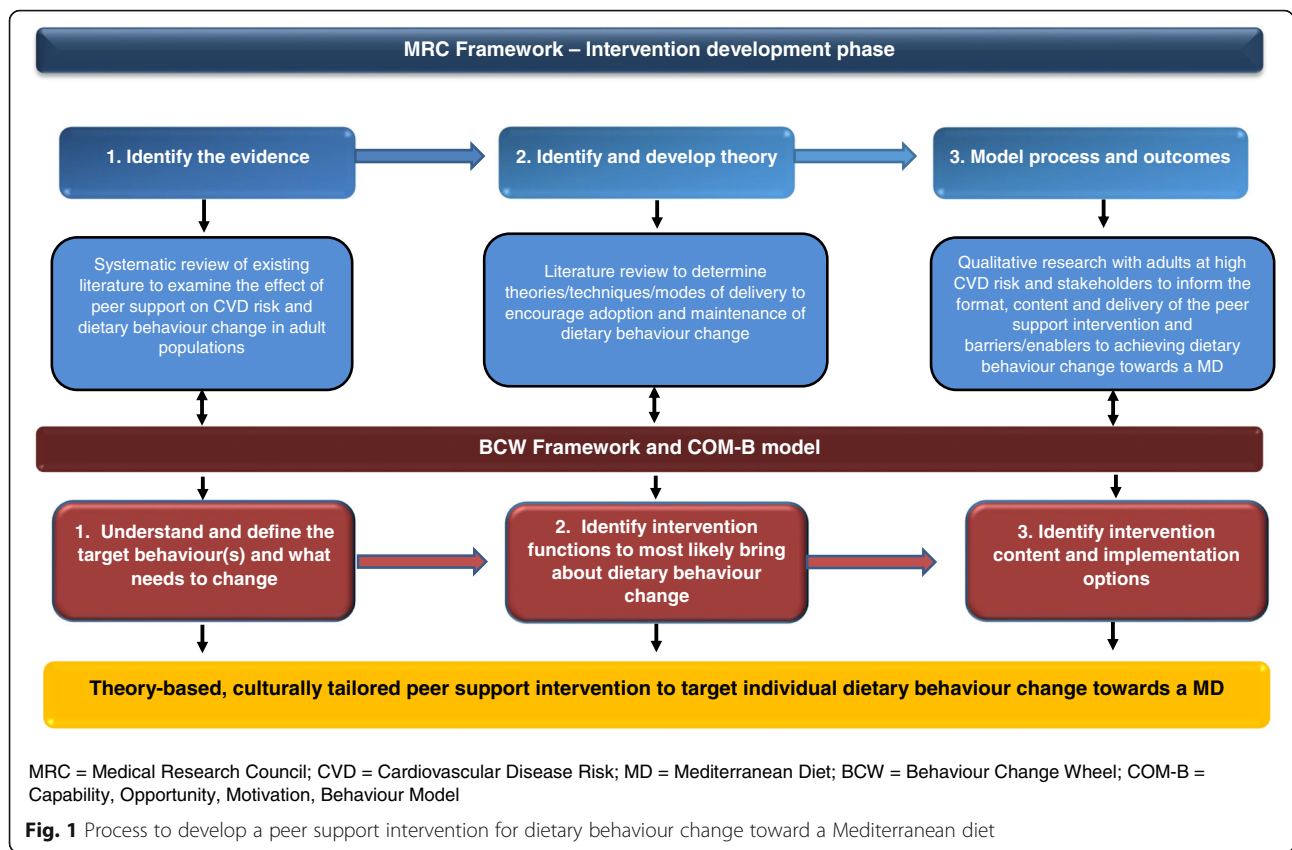 MRC Framework – Intervention development phase
1. Identify the evidence
2. Identify and develop theory
3. Model process and outcomes
Systematic review of existing
literature to examine the effect of
peer support on CVD risk and
dietary behaviour change in adult
populations
Literature review to determine
theories/techniques/modes of delivery to
encourage adoption and maintenance of
dietary behaviour change
Qualitative research with adults at high
CVD risk and stakeholders to inform the
format, content and delivery of the peer
support intervention and
barriers/enablers to achieving dietary
behaviour change towards a MD
BCW Framework and COM-B model
1. Understand and define the
target behaviour(s) and what
needs to change
2. Identify intervention
functions to most likely bring
about dietary behaviour
change
3. Identify intervention
content and implementation
options
Theory-based, culturally tailored peer support intervention to target individual dietary behaviour change towards a MD
MRC = Medical Research Council; CVD = Cardiovascular Disease Risk; MD = Mediterranean Diet; BCW = Behaviour Change Wheel; COM-B =
Capability, Opportunity, Motivation, Behaviour Model
Fig. 1 Process to develop a peer support intervention for dietary behaviour change toward a Mediterranean diet